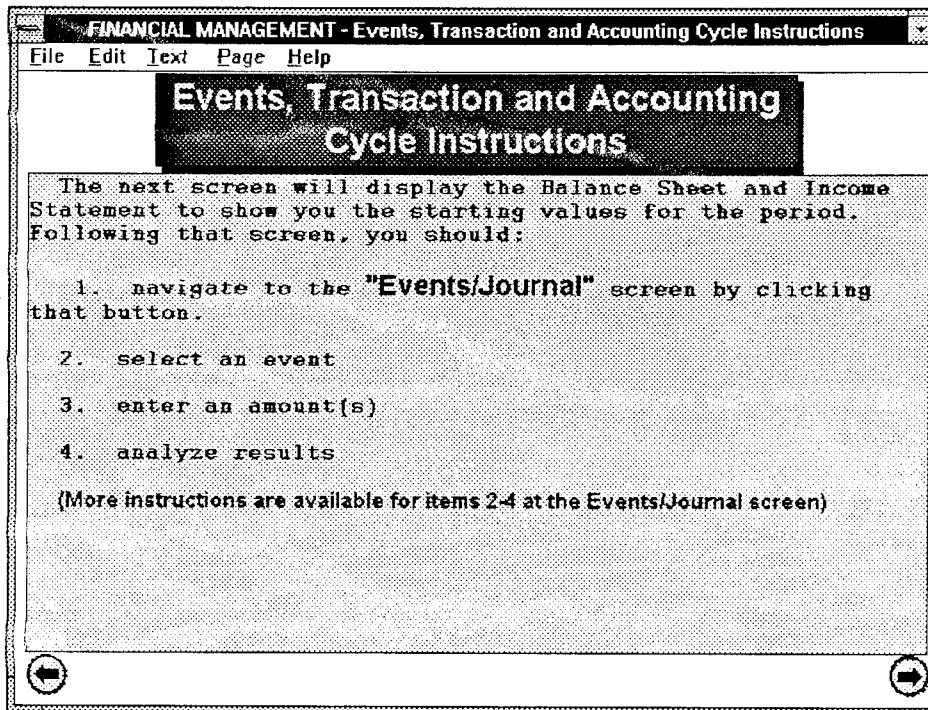 FINANCIAL MANAGEMENT - Events, Transaction and Accounting Cycle Instructions
File Edit Text Page Help
Events, Transaction and Accounting
Cycle Instructions
The next screen will display the Balance Sheet and Income
Statement to show you the starting values for the period.
Following that screen, you should:
1. navigate to the "Events/Journal" screen by clicking
that button.
2. select an event
3. enter an amount(s)
4. analyze results
(More instructions are available for items 2-4 at the Events/Journal screen)